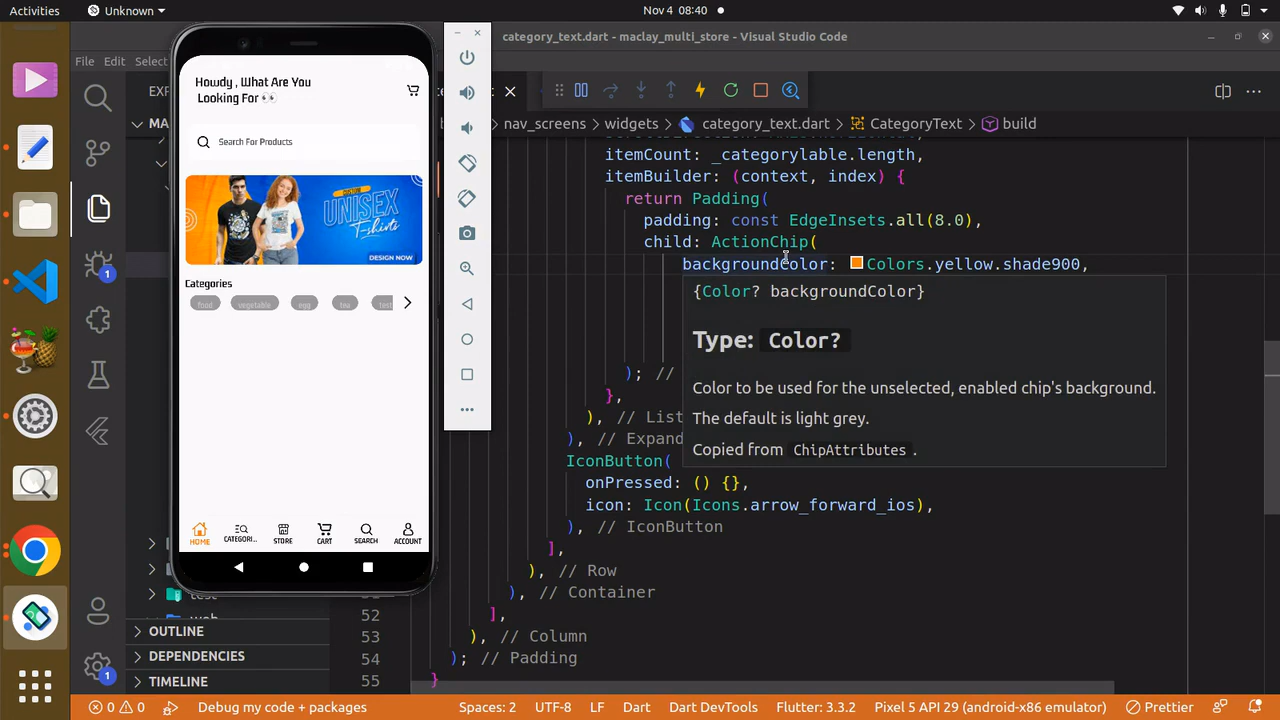 Activities
Unknown
Nov 4 08:40
category_text.dart - maclay_multi_store - Visual Studio Code
File Edit Select
EXP
MA
nav_screens > widgets > category_text.dart > CategoryText > build
itemCount: _categorylable.length,
itemBuilder: (context, index) {
return Padding(
padding: const EdgeInsets.all(8.0),
child: ActionChip(
backgroundColor: Colors.yellow.shade900,
{Color? backgroundColor}
Type: Color?
Color to be used for the unselected, enabled chip's background.
The default is light grey.
Copied from ChipAttributes .
); //
},
), // List
), // Expand
IconButton(
onPressed: () {},
icon: Icon(Icons.arrow_forward_ios),
), // IconButton
],
), // Row
), // Container
52 ],
53 ), // Column
54 ); // Padding
55 }
Howdy , What Are You
Looking For 👀
Search For Products
CUSTOM
UNISEX
T-shirts
DESIGN NOW
Categories
food vegetable egg tea test
HOME CATEGORI... STORE CART SEARCH ACCOUNT
OUTLINE
DEPENDENCIES
TIMELINE
1
1
0 0 Debug my code + packages Spaces: 2 UTF-8 LF Dart Dart DevTools Flutter: 3.3.2 Pixel 5 API 29 (android-x86 emulator) Prettier